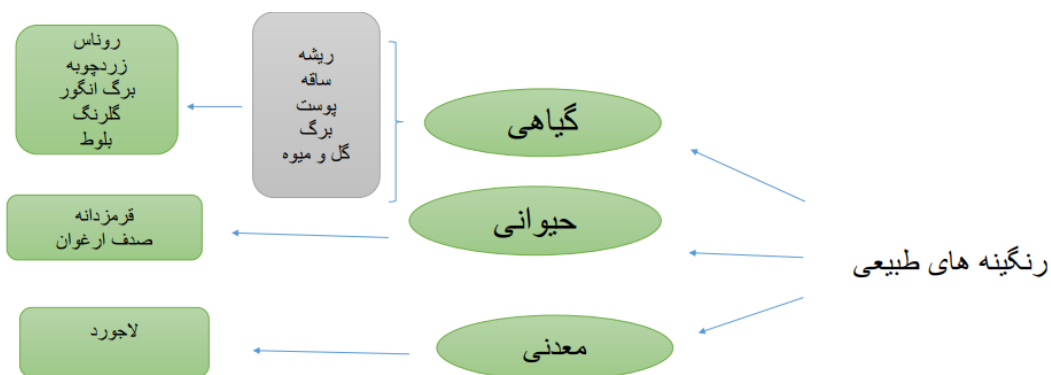 رنگینه های طبیعی
گیاهی
ریشه
ساقه
پوست
برگ
گل و میوه
روناس
زردچوبه
برگ انگور
گلرنگ
بلوط
حیوانی
قرمزدانه
صدف ارغوان
معدنی
لاجورد